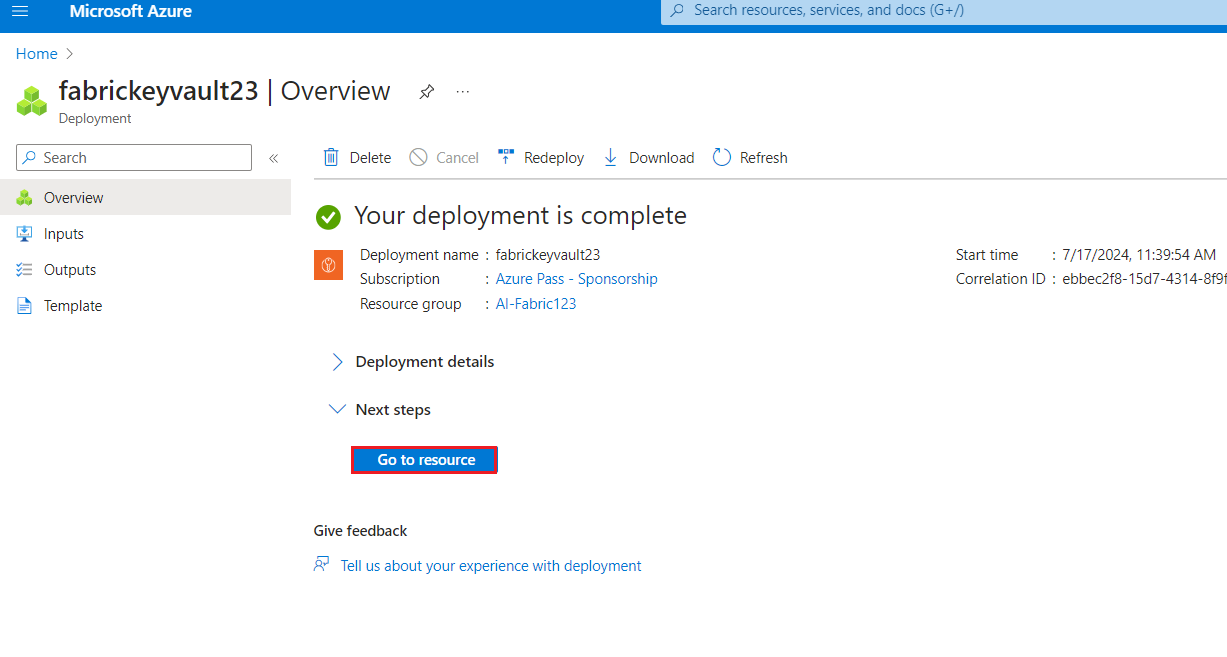 Microsoft Azure
Search resources, services, and docs (G+/)
Home
fabrickeyvault23 | Overview
...
Deployment
Search
«
Delete
Cancel
Redeploy
Download
Refresh
Overview
Inputs
Outputs
Template
Your deployment is complete
Deployment name : fabrickeyvault23
Subscription : Azure Pass - Sponsorship
Resource group : AI-Fabric123
Start time : 7/17/2024, 11:39:54 AM
Correlation ID : ebbec2f8-15d7-4314-8f9f
Deployment details
Next steps
Go to resource
Give feedback
Tell us about your experience with deployment